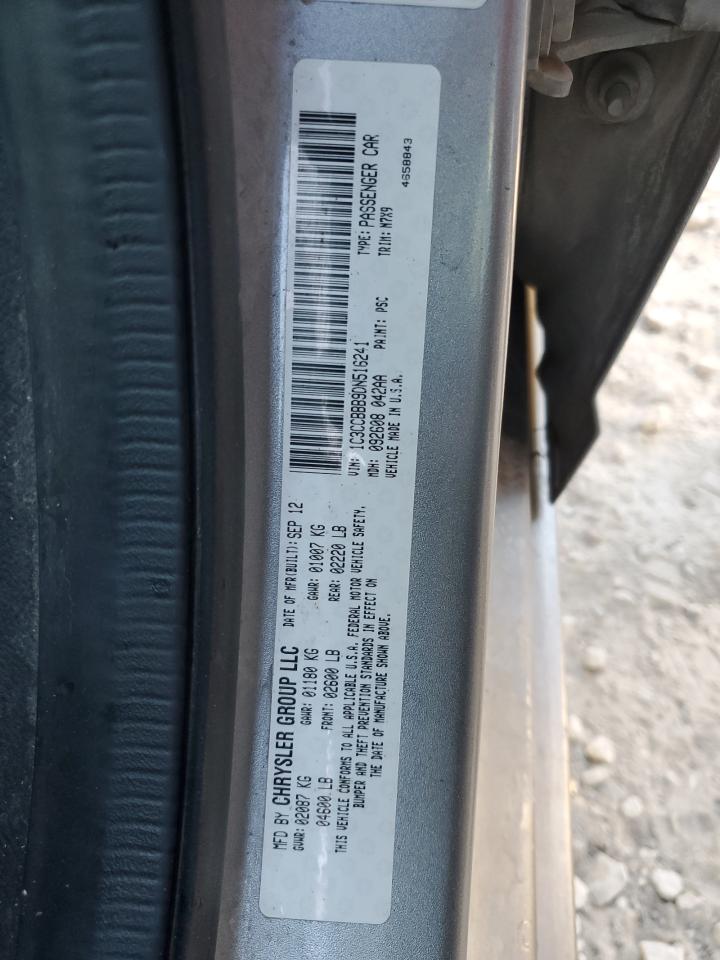 MFD BY CHRYSLER GROUP LLC DATE OF MFR(BUILT): SEP 12
GVWR: 02087 KG GAWR: 01180 KG GAWR: 01007 KG
04600 LB FRONT: 02600 LB REAR: 02220 LB
THIS VEHICLE CONFORMS TO ALL APPLICABLE U.S.A. FEDERAL MOTOR VEHICLE SAFETY,
BUMPER AND THEFT PREVENTION STANDARDS IN EFFECT ON
THE DATE OF MANUFACTURE SHOWN ABOVE.
VIN: 1C3CCBBB9DN516241 TYPE: PASSENGER CAR
MDH: 092608 042AA PAINT: PSC TRIM: M7X9
VEHICLE MADE IN U.S.A.
4658843